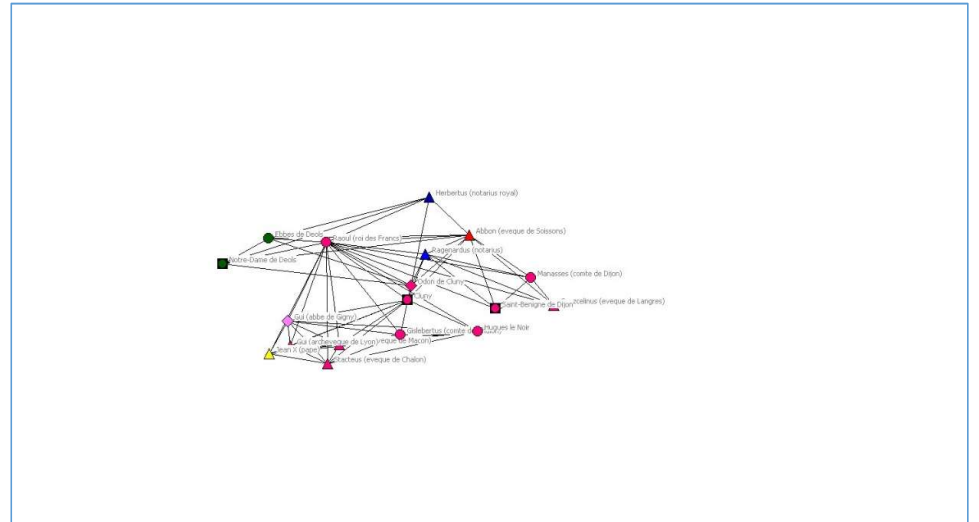 Herbertus (notarius royal)
Abbon (eveque de Soissons)
Ebbes de Deols
Raoul (roi des Francs)
Ragenardus (notarius)
Notre-Dame de Deols
Manasses (comte de Dijon)
Odon de Cluny
Cluny
Saint-Benigne de Dijon
(eveque de Langres)
Gui (abbe de Gigny)
Hugues le Noir
Gislebertus (comte
Gui (archeveque de Lyon)
de Macon)
Jean X (pape)
Stacteus (eveque de Chalon)